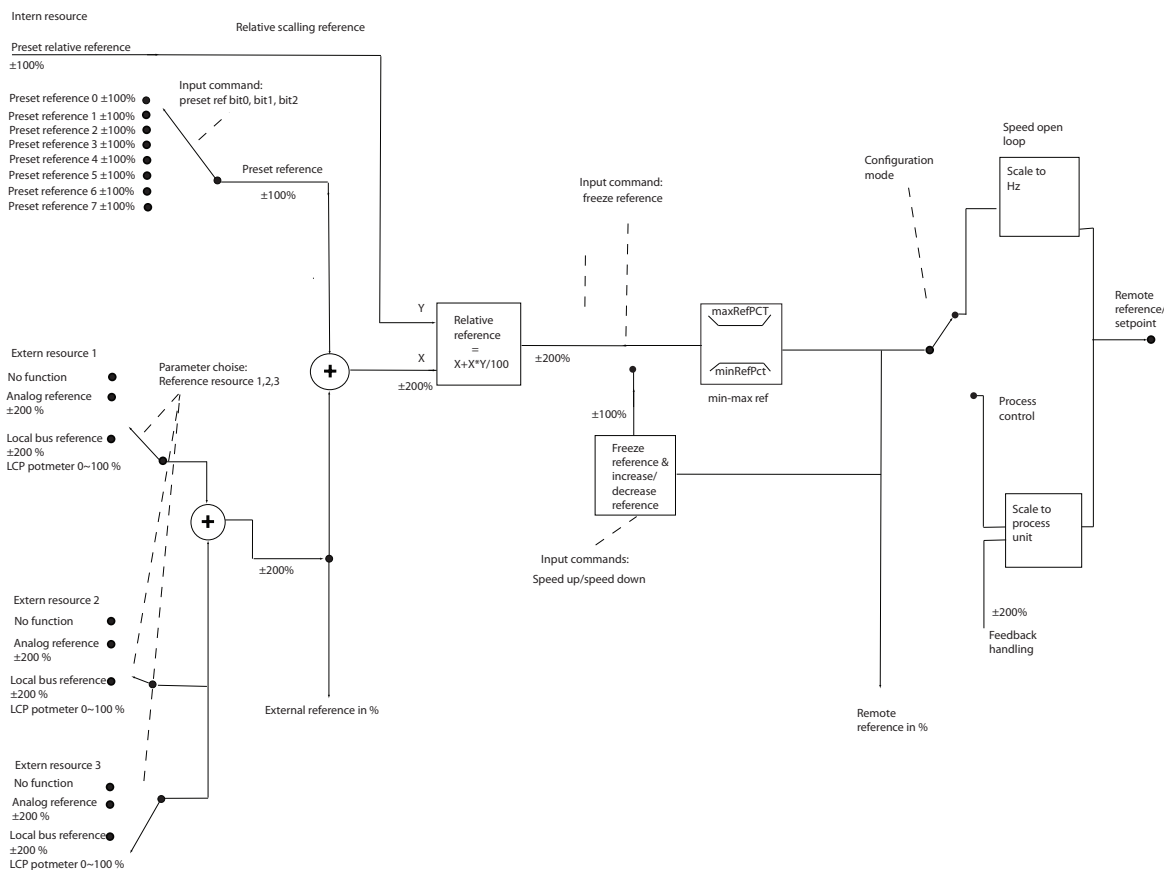 Intern resource
Relative scalling reference
Preset relative reference
±100%
Input command:
preset ref bit0, bit1, bit2
Preset reference 0 ±100%
Preset reference 1 ±100%
Preset reference 2 ±100%
Preset reference 3 ±100%
Preset reference 4 ±100%
Preset reference 5 ±100%
Preset reference 6 ±100%
Preset reference 7 ±100%
Preset reference
±100%
Input command:
freeze reference
Configuration
mode
Speed open
loop
Scale to
Hz
Y
X
±200%
Relative
reference
=
X+X*Y/100
±200%
maxRefPCT
minRefPct
min-max ref
Remote
reference/
setpoint
Extern resource 1
No function
Analog reference
±200 %
Local bus reference
±200 %
LCP potmeter 0~100 %
Parameter choise:
Reference resource 1,2,3
+
+
±200%
±100%
Freeze
reference &
increase/
decrease
reference
Input commands:
Speed up/speed down
Process
control
Scale to
process
unit
±200%
Feedback
handling
Extern resource 2
No function
Analog reference
±200 %
Local bus reference
±200 %
LCP potmeter 0~100 %
External reference in %
Remote
reference in %
Extern resource 3
No function
Analog reference
±200 %
Local bus reference
±200 %
LCP potmeter 0~100 %